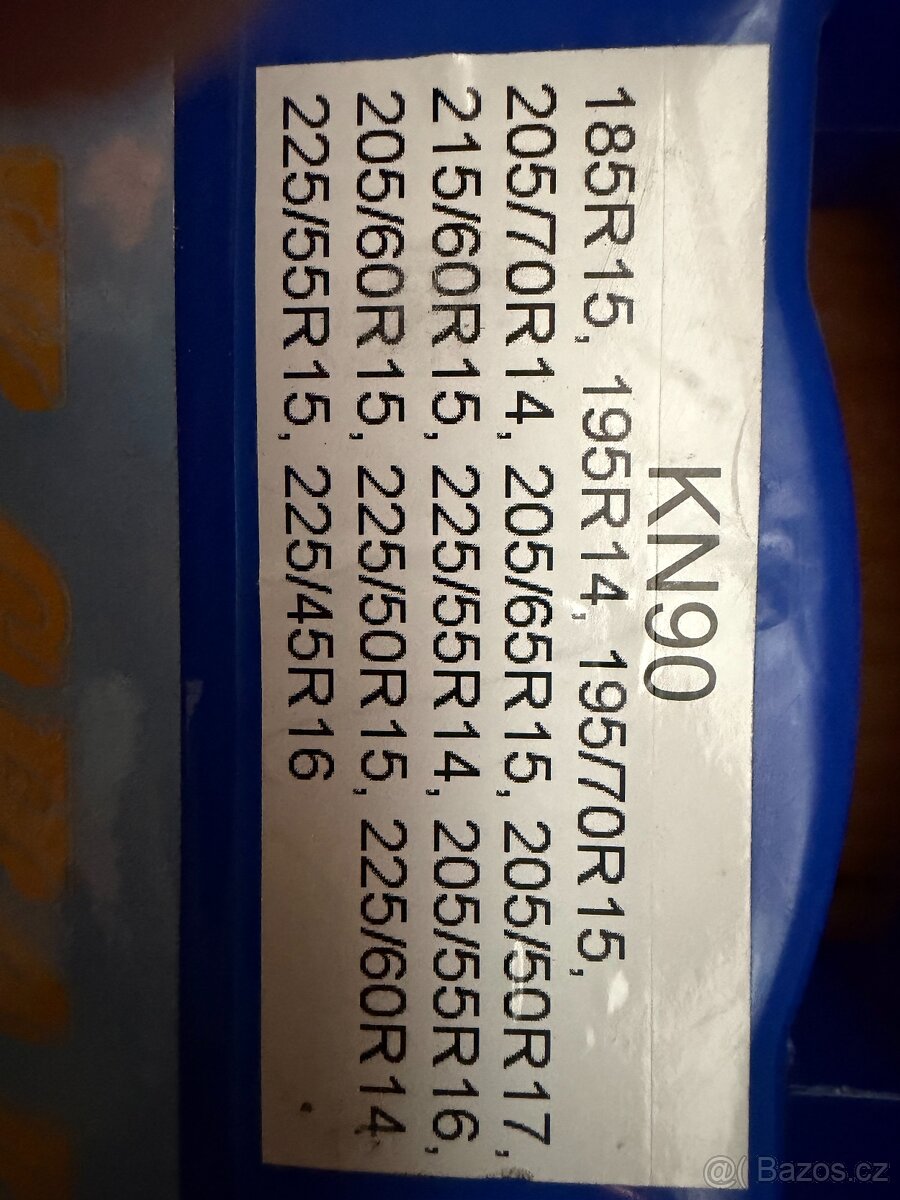 KN90
185R15, 195R14, 195/70R15,
205/70R14, 205/65R15, 205/50R17,
215/60R15, 225/55R14, 205/55R16,
205/60R15, 225/50R15, 225/60R14,
225/55R15, 225/45R16
@( Bazos.cz